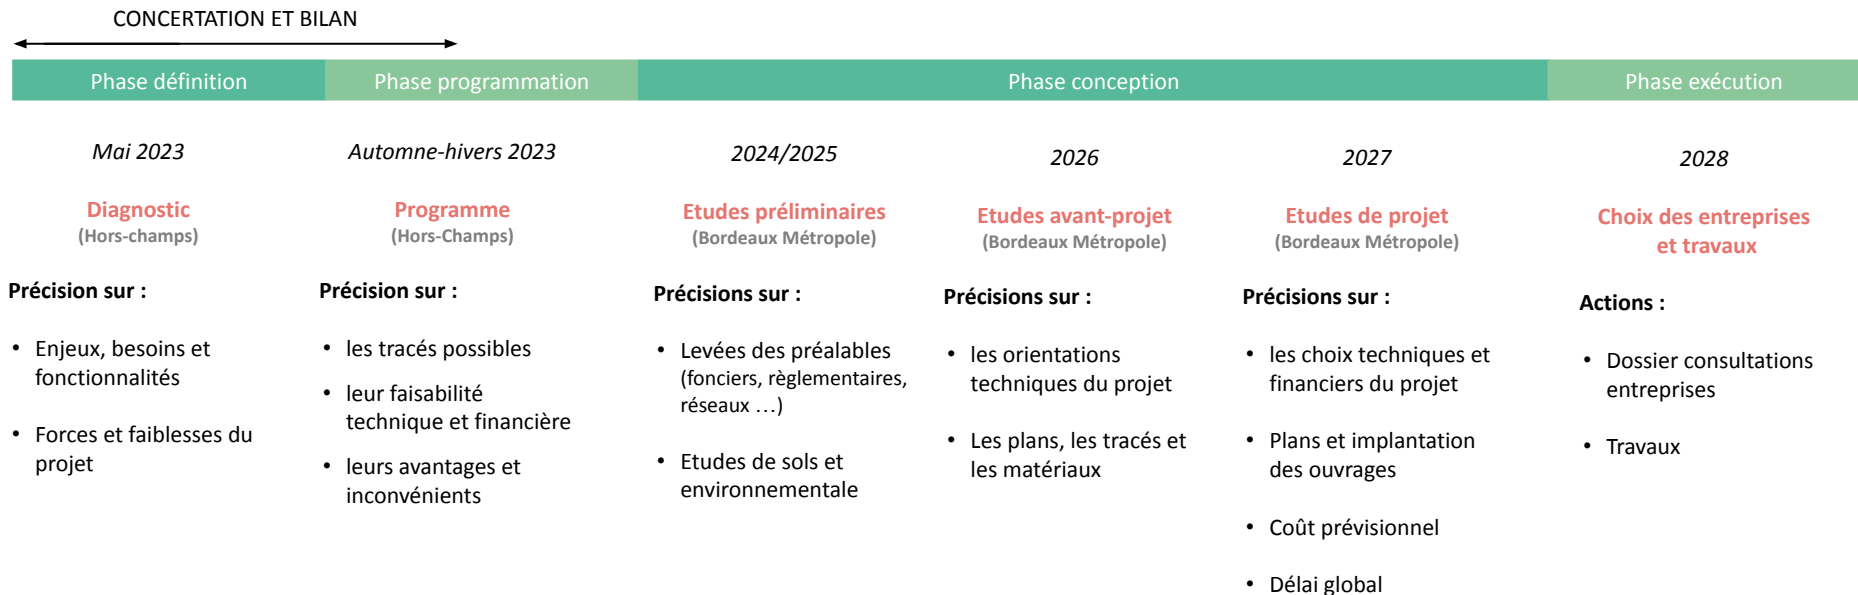 CONCERTATION ET BILAN
Phase définition
Phase programmation
Phase conception
Phase exécution
Mai 2023
Diagnostic
(Hors-champs)
Précision sur :
• Enjeux, besoins et
fonctionnalités
• Forces et faiblesses du
projet
Automne-hivers 2023
Programme
(Hors-Champs)
Précision sur :
• les tracés possibles
• leur faisabilité
technique et financière
• leurs avantages et
inconvénients
2024/2025
Etudes préliminaires
(Bordeaux Métropole)
Précisions sur :
• Levées des préalables
(fonciers, règlementaires,
réseaux …)
• Etudes de sols et
environnementale
2026
Etudes avant-projet
(Bordeaux Métropole)
Précisions sur :
• les orientations
techniques du projet
• Les plans, les tracés et
les matériaux
2027
Etudes de projet
(Bordeaux Métropole)
Précisions sur :
• les choix techniques et
financiers du projet
• Plans et implantation
des ouvrages
• Coût prévisionnel
• Délai global
2028
Choix des entreprises
et travaux
Actions :
• Dossier consultations
entreprises
• Travaux